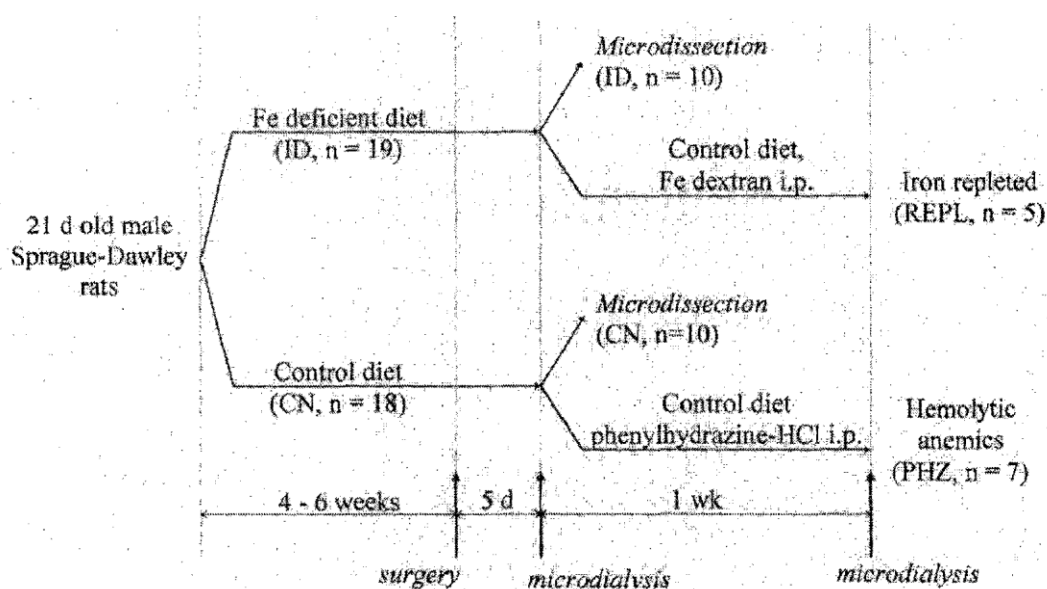 Microdissection
(ID, n = 10)
Fe deficient diet
(ID, n = 19)
Control diet,
Fe dextran i.p.
Iron repleted
(REPL, n = 5)
21 d old male
Sprague-Dawley
rats
Microdissection
(CN, n=10)
Control diet
(CN, n = 18)
Control diet
phenylhydrazine-HCl i.p.
Hemolytic
anemics
(PHZ, n = 7)
4 - 6 weeks
5 d
1 wk
surgery
microdialysis
microdialysis